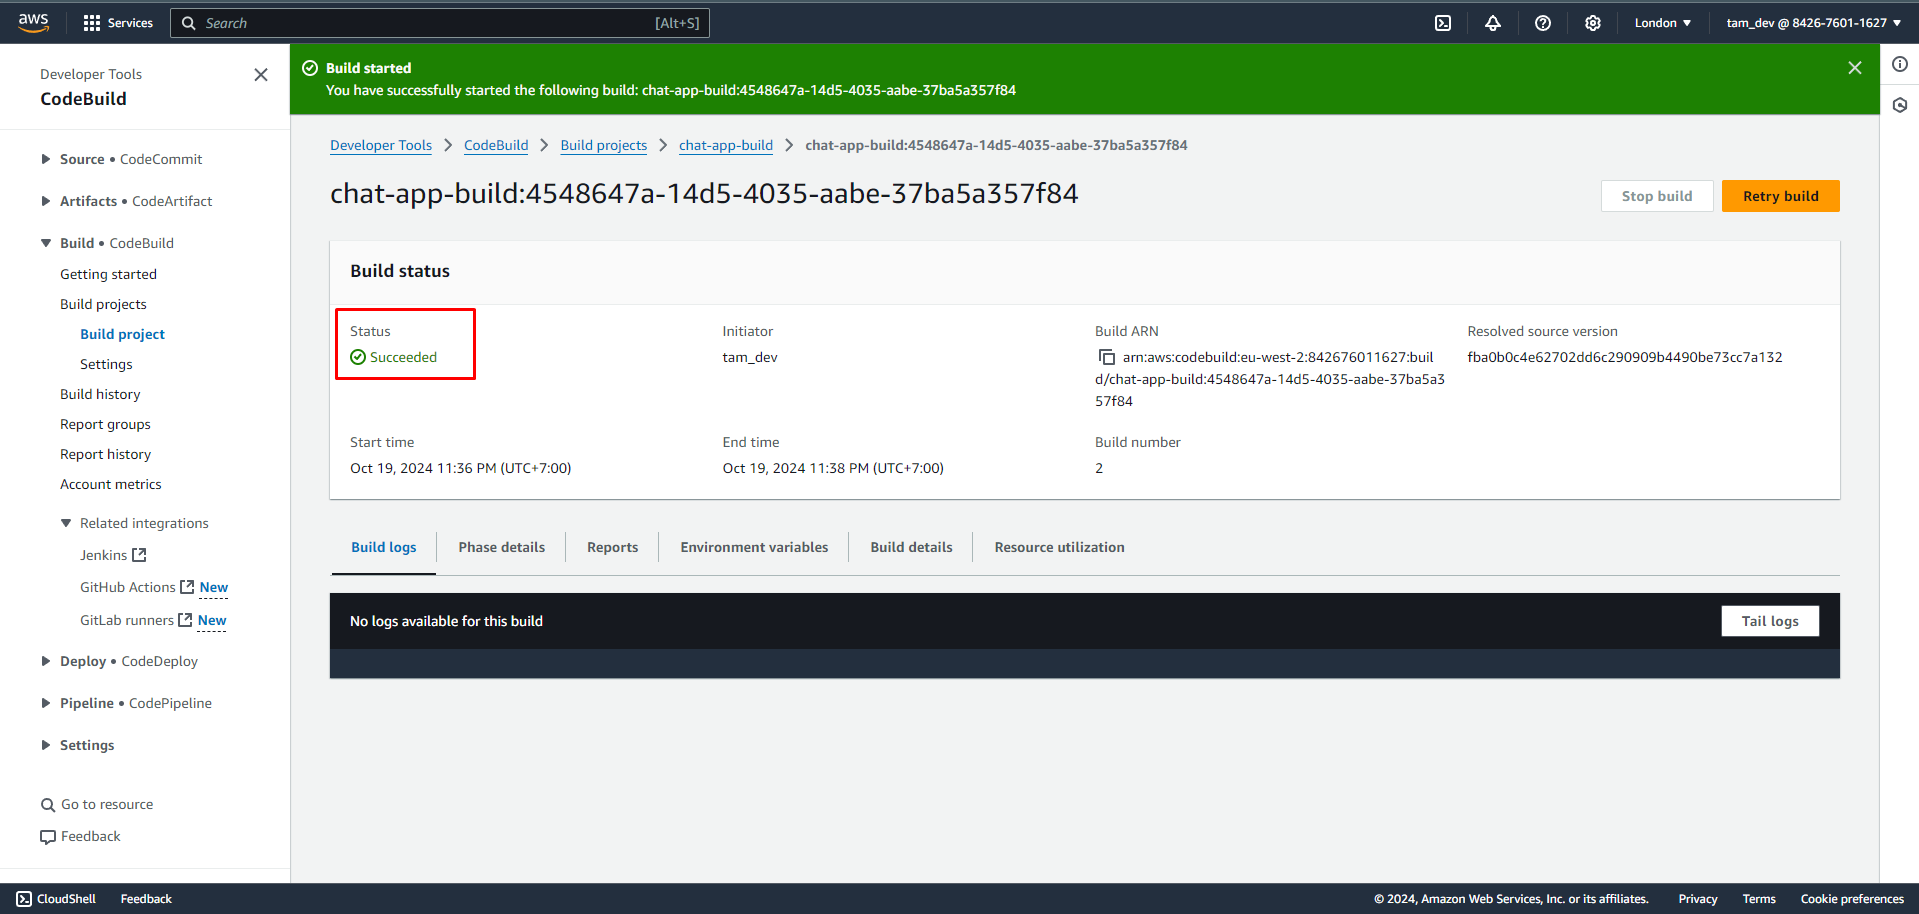 aws
Services
Search
[Alt+S]
London
tam_dev @ 8426-7601-1627
Developer Tools
CodeBuild
Source • CodeCommit
Artifacts • CodeArtifact
Build • CodeBuild
Getting started
Build projects
Build project
Settings
Build history
Report groups
Report history
Account metrics
Related integrations
Jenkins
GitHub Actions New
GitLab runners New
Deploy • CodeDeploy
Pipeline • CodePipeline
Settings
Go to resource
Feedback
Build started
You have successfully started the following build: chat-app-build:4548647a-14d5-4035-aabe-37ba5a357f84
Developer Tools
CodeBuild
Build projects
chat-app-build
chat-app-build:4548647a-14d5-4035-aabe-37ba5a357f84
chat-app-build:4548647a-14d5-4035-aabe-37ba5a357f84
Stop build
Retry build
Build status
Status
Succeeded
Initiator
tam_dev
Build ARN
arn:aws:codebuild:eu-west-2:842676011627:buil
d/chat-app-build:4548647a-14d5-4035-aabe-37ba5a3
57f84
Resolved source version
fba0b0c4e62702dd6c290909b4490be73cc7a132
Start time
Oct 19, 2024 11:36 PM (UTC+7:00)
End time
Oct 19, 2024 11:38 PM (UTC+7:00)
Build number
2
Build logs
Phase details
Reports
Environment variables
Build details
Resource utilization
No logs available for this build
Tail logs
CloudShell
Feedback
© 2024, Amazon Web Services, Inc. or its affiliates.
Privacy
Terms
Cookie preferences